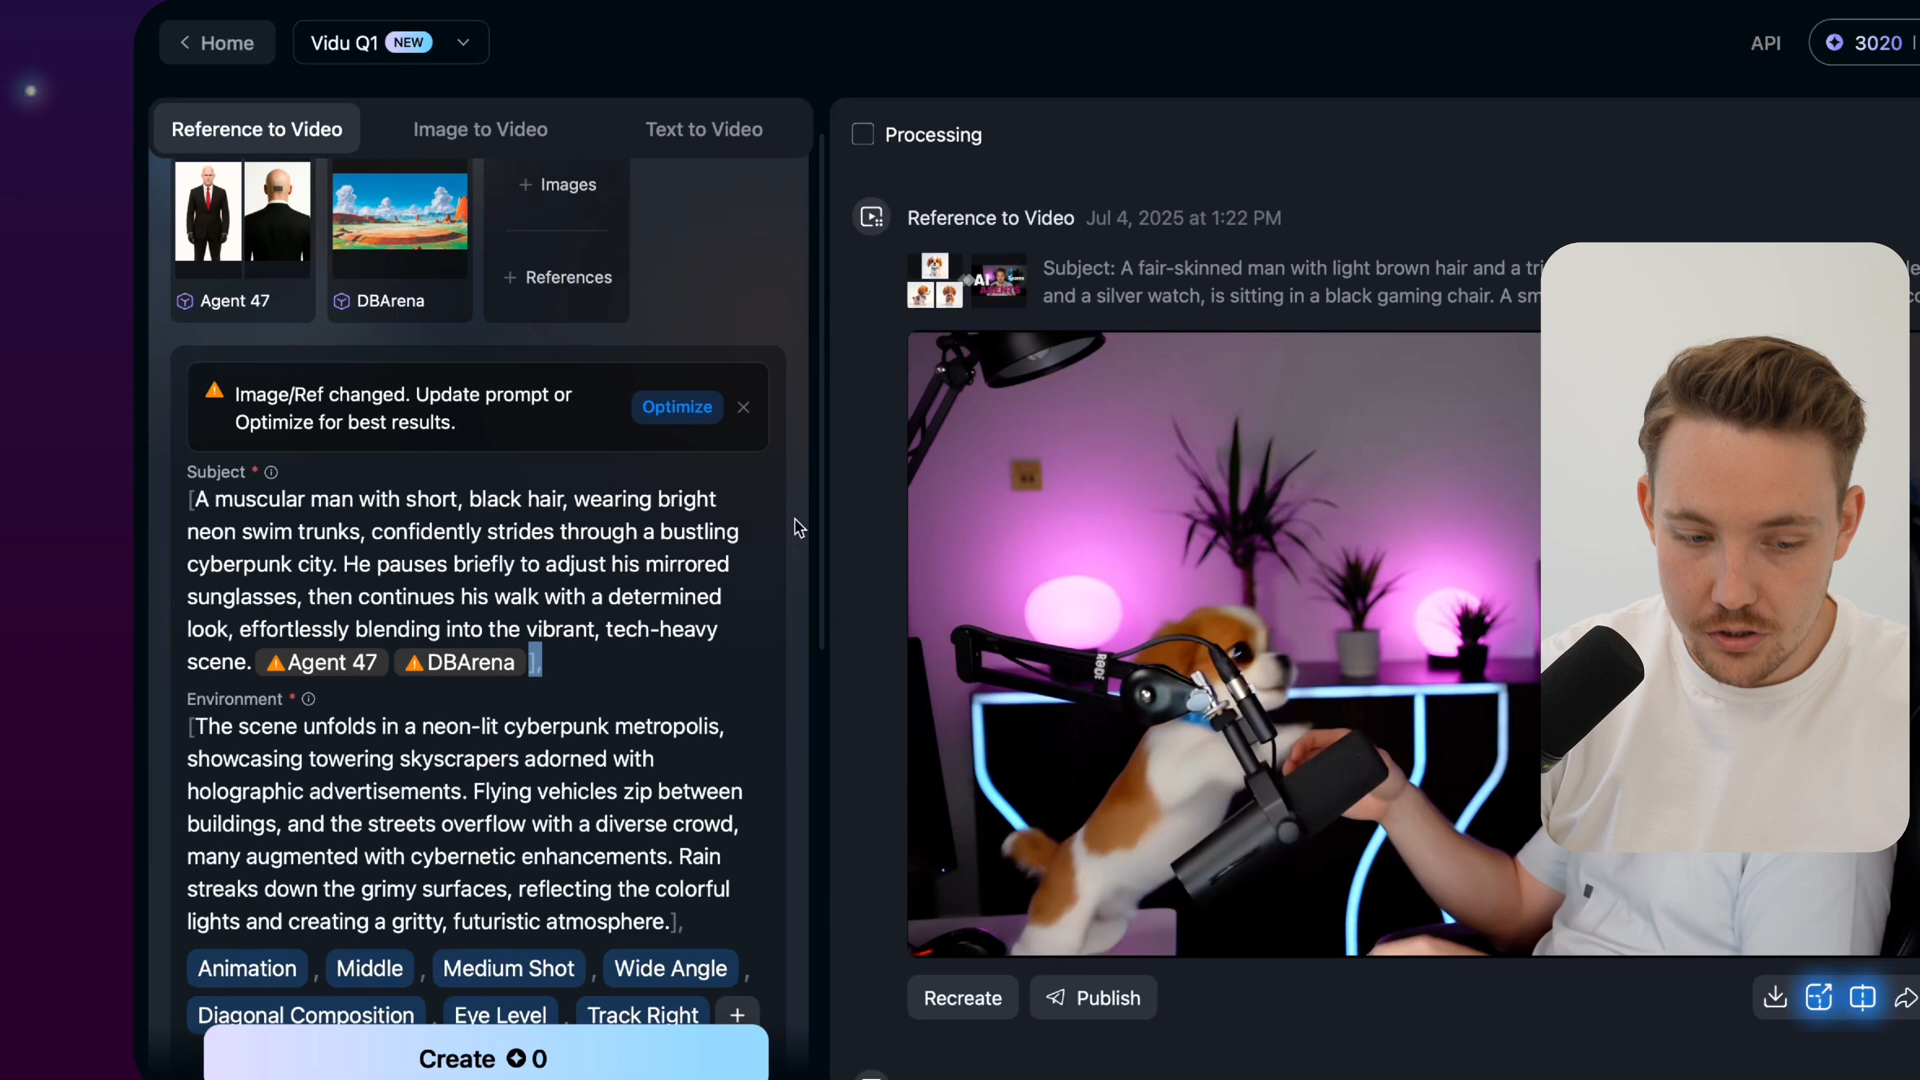 Home
Vidu Q1 NEW
API
3020
Reference to Video
Image to Video
Text to Video
Images
References
Agent 47
DBArena
Image/Ref changed. Update prompt or
Optimize for best results.
Optimize
Subject *
[A muscular man with short, black hair, wearing bright
neon swim trunks, confidently strides through a bustling
cyberpunk city. He pauses briefly to adjust his mirrored
sunglasses, then continues his walk with a determined
look, effortlessly blending into the vibrant, tech-heavy
scene. Agent 47 DBArena ],
Environment *
[The scene unfolds in a neon-lit cyberpunk metropolis,
showcasing towering skyscrapers adorned with
holographic advertisements. Flying vehicles zip between
buildings, and the streets overflow with a diverse crowd,
many augmented with cybernetic enhancements. Rain
streaks down the grimy surfaces, reflecting the colorful
lights and creating a gritty, futuristic atmosphere.],
Animation , Middle , Medium Shot , Wide Angle ,
Diagonal Composition , Eye Level , Track Right +
Create 0
Processing
Reference to Video Jul 4, 2025 at 1:22 PM
AI
AGENTS
Subject: A fair-skinned man with light brown hair and a tri
and a silver watch, is sitting in a black gaming chair. A sm
RODE
Recreate
Publish